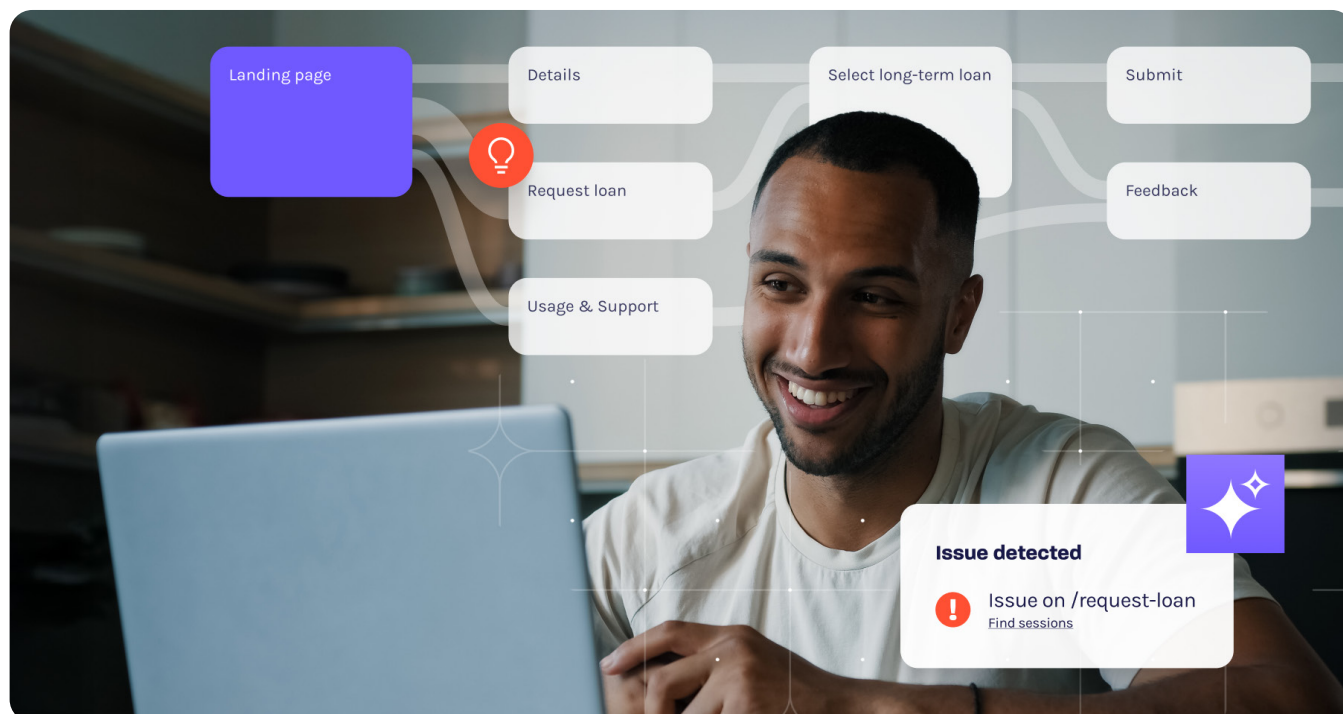 Landing page
Details
Select long-term loan
Submit
Request loan
Feedback
Usage & Support
Issue detected
Issue on /request-loan
Find sessions